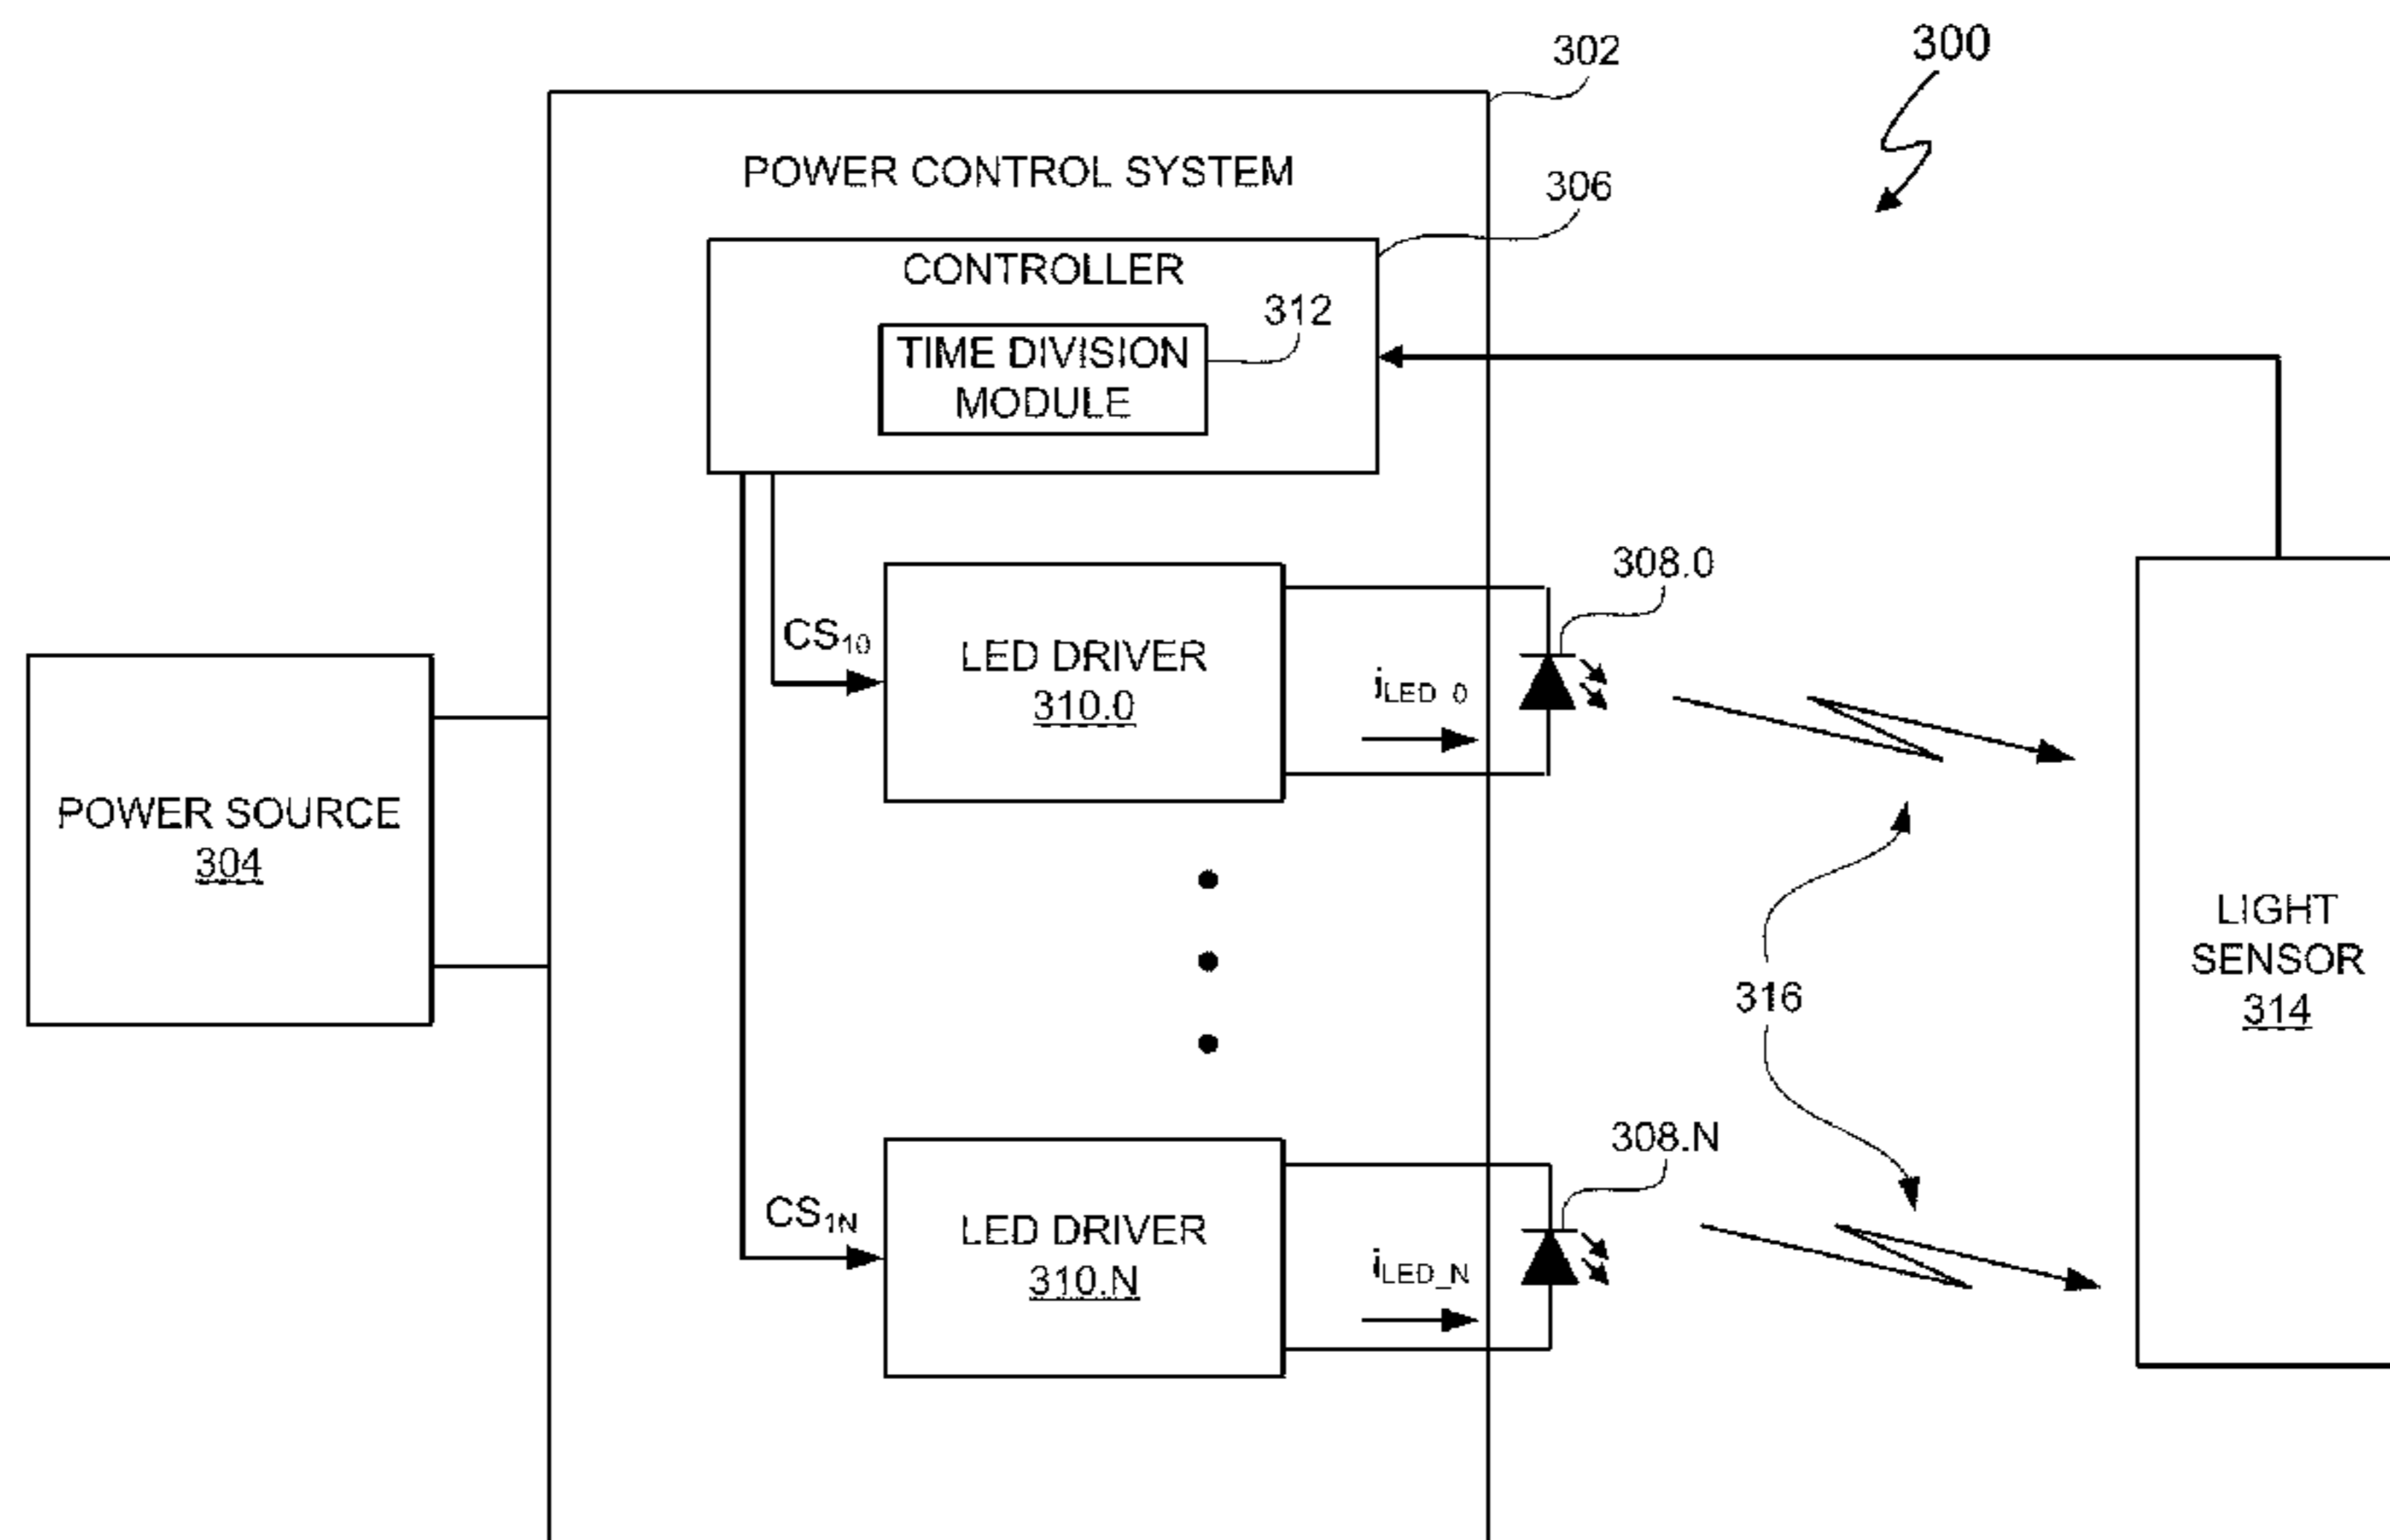 302
300
POWER CONTROL SYSTEM
306
CONTROLLER
312
TIME DIVISION
MODULE
308.0
CS₁₀
LED DRIVER
310.0
iLED_0
POWER SOURCE
304
LIGHT
SENSOR
314
316
308.N
CS₁N
LED DRIVER
310.N
iLED_N